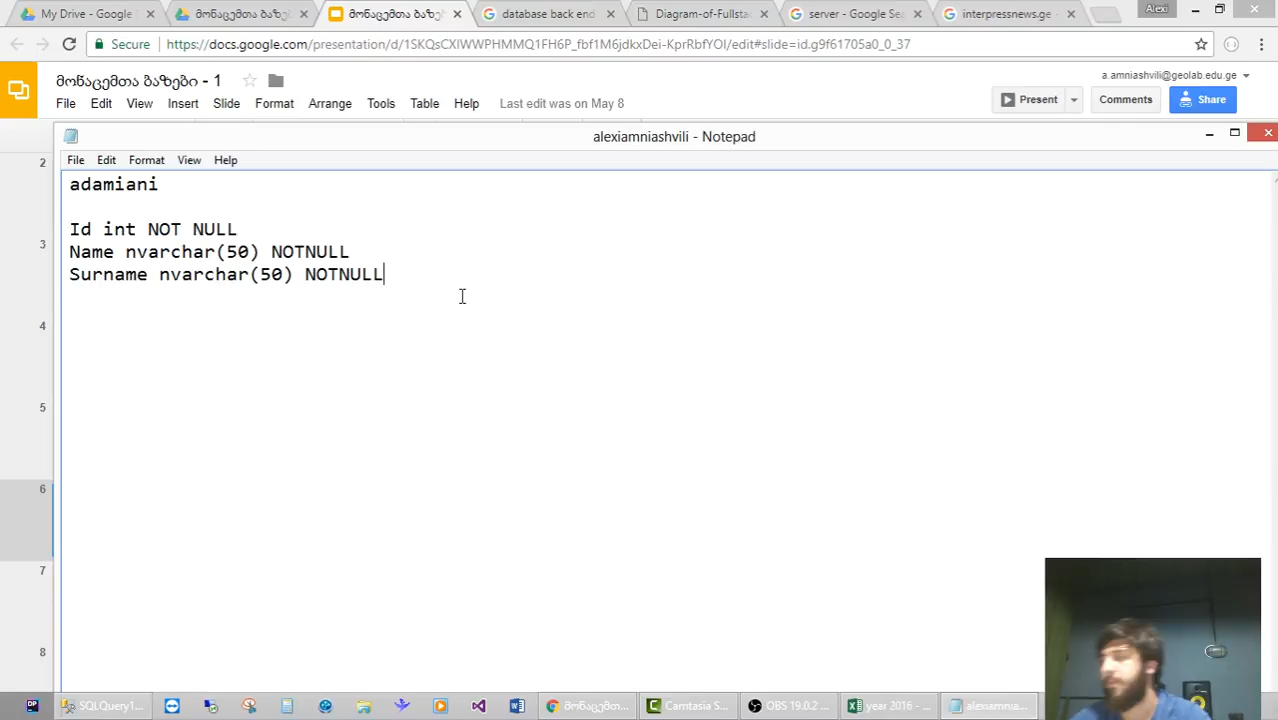 My Drive - Google
მონაცემთა ბაზე
მონაცემთა ბაზე
database back end
Diagram-of-Fullsta
server - Google Sea
interpressnews.ge -
Alexi
Secure
https://docs.google.com/presentation/d/1SKQsCXIWWPHMMQ1FH6P_fbf1M6jdkxDei-KprRbfYOI/edit#slide=id.g9f61705a0_0_37
მონაცემთა ბაზები - 1
a.amniashvili@geolab.edu.ge
File Edit View Insert Slide Format Arrange Tools Table Help Last edit was on May 8
Present
Comments
Share
alexiamniashvili - Notepad
File Edit Format View Help
adamiani
Id int NOT NULL
Name nvarchar(50) NOTNULL
Surname nvarchar(50) NOTNULL
2
3
4
5
6
7
8
DP
SQLQuery1...
მონაცემთ...
Camtasia S...
OBS 19.0.2 ...
year 2016 - ...
alexiamnia...